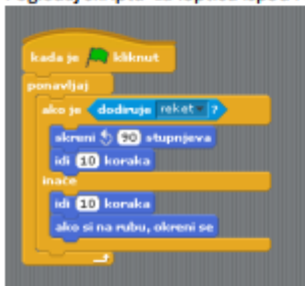 kada je kliknut
ponavljaj
ako je dodiruje reket ?
skreni 90 stupnjeva
idi 10 koraka
inače
idi 10 koraka
ako si na rubu, okreni se